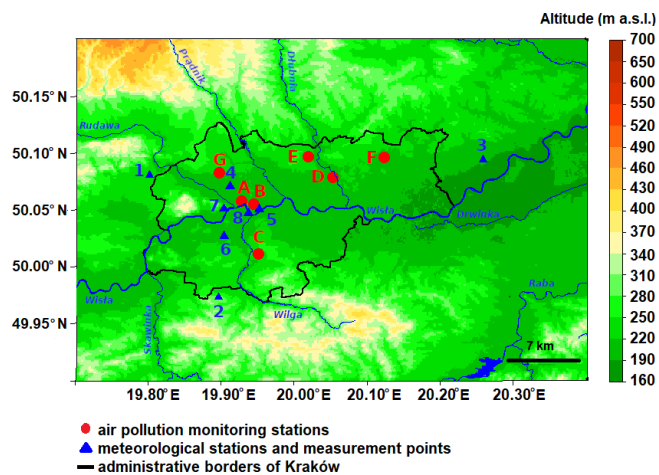 Altitude (m a.s.l.)
700
650
600
550
520
490
460
430
400
370
340
310
280
250
220
190
160
50.15° N
50.10° N
50.05° N
50.00° N
49.95° N
Prądnik
Dłubnia
Rudawa
1
G
4
E
D
F
3
A
B
7
8
5
6
C
2
Wisła
Drwinka
Wisła
Skawinka
Wilga
Raba
7 km
19.80°
19.90°
20.00°
20.10°
20.20°
20.30°E
air pollution monitoring stations
meteorological stations and measurement points
administrative borders of Kraków